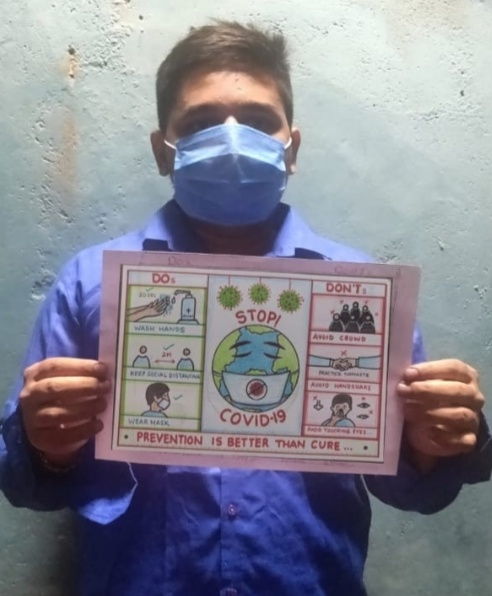 DOs
20 SEC
WASH HANDS
2M
KEEP SOCIAL DISTANCING
WEAR MASK
STOP!
COVID-19
DON'Ts
AVOID CROWD
PRACTICE NAMASTE
AVOID HANDSHAKE
AVOID TOUCHING EYES...
PREVENTION IS BETTER THAN CURE ...